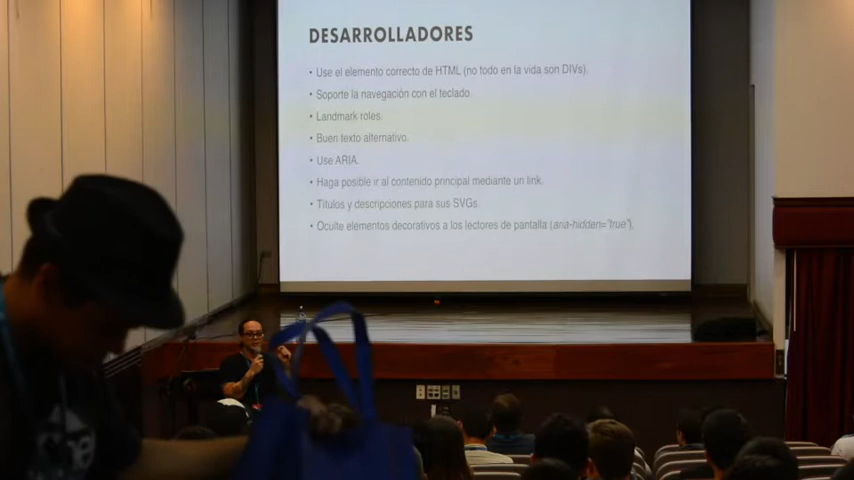 DESARROLLADORES
• Use el elemento correcto de HTML (no todo en la vida son DIVs).
• Soporte la navegación con el teclado.
• Landmark roles.
• Buen texto alternativo.
• Use ARIA.
• Haga posible ir al contenido principal mediante un link.
• Títulos y descripciones para sus SVGs.
• Oculte elementos decorativos a los lectores de pantalla (aria-hidden="true").